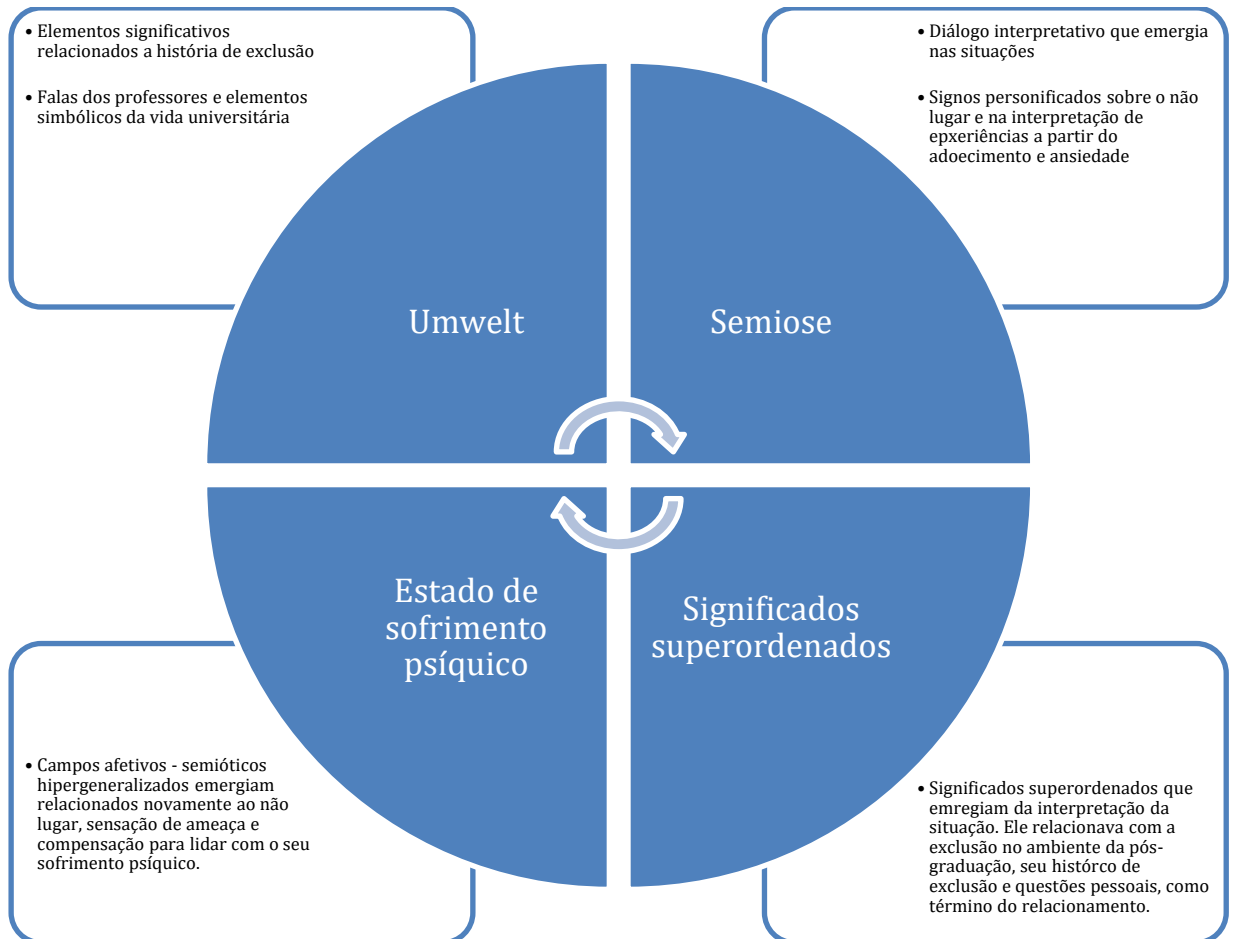 • Elementos significativos
relacionados a história de exclusão
• Falas dos professores e elementos
simbólicos da vida universitária
• Diálogo interpretativo que emergia
nas situações
• Signos personificados sobre o não
lugar e na interpretação de
epxeriências a partir do
adoecimento e ansiedade
Umwelt
Semiose
Estado de
sofrimento
psíquico
Significados
superordenados
• Campos afetivos - semióticos
hipergeneralizados emergiam
relacionados novamente ao não
lugar, sensação de ameaça e
compensação para lidar com o seu
sofrimento psíquico.
• Significados superordenados que
emregiam da interpretação da
situação. Ele relacionava com a
exclusão no ambiente da pós-
graduação, seu histórco de
exclusão e questões pessoais, como
término do relacionamento.